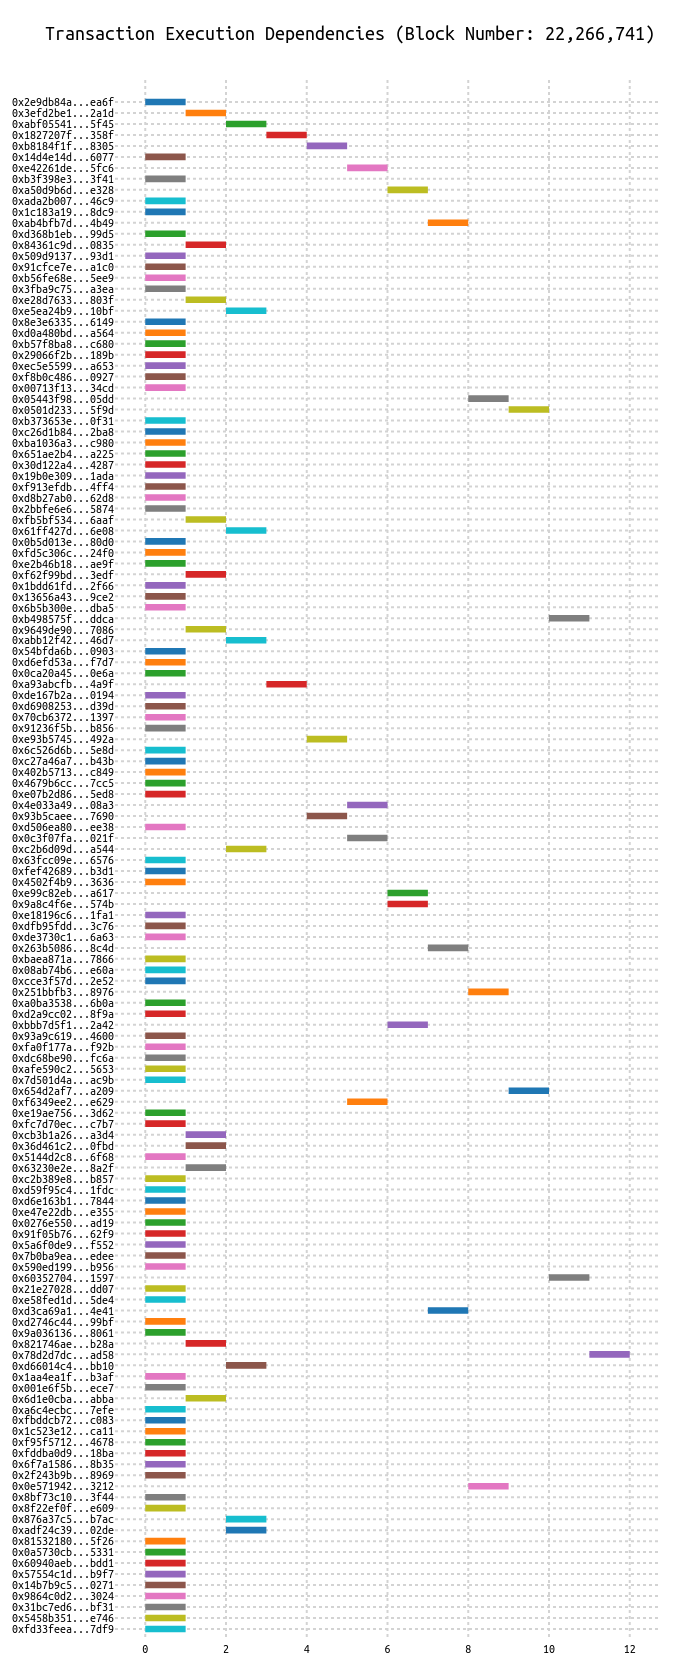 Transaction Execution Dependencies (Block Number: 22,266,741)
0x2e9db84a...ea6f
0x3efd2be1...2a1d
0xabf05541...5f45
0x1827207f...358f
0xb8184f1f...8305
0x14d4e14d...6077
0xe42261de...5fc6
0xb3f398e3...3f41
0xa50d9b6d...e328
0xada2b007...46c9
0x1c183a19...8dc9
0xab4bfb7d...4b49
0xd368b1eb...99d5
0x84361c9d...0835
0x509d9137...93d1
0x91cfce7e...a1c0
0xb56fe68e...5ee9
0x3fba9c75...a3ea
0xe28d7633...803f
0xe5ea24b9...10bf
0x8e3e6335...6149
0xd0a480bd...a564
0xb57f8ba8...c680
0x29066f2b...189b
0xec5e5599...a653
0xf8b0c486...0927
0x00713f13...34cd
0x05443f98...05dd
0x0501d233...5f9d
0xb373653e...0f31
0xc26d1b84...2ba8
0xba1036a3...c980
0x651ae2b4...a225
0x30d122a4...4287
0x19b0e309...1ada
0xf913efdb...4ff4
0xd8b27ab0...62d8
0x2bbfe6e6...5874
0xfb5bf534...6aaf
0x61ff427d...6e08
0x0b5d013e...80d0
0xfd5c306c...24f0
0xe2b46b18...ae9f
0xf62f99bd...3edf
0x1bdd61fd...2f66
0x13656a43...9ce2
0x6b5b300e...dba5
0xb498575f...ddca
0x9649de90...7086
0xabb12f42...46d7
0x54bfda6b...0903
0xd6efd53a...f7d7
0x0ca20a45...0e6a
0xa93abcfb...4a9f
0xde167b2a...0194
0xd6908253...d39d
0x70cb6372...1397
0x91236f5b...b856
0xe93b5745...492a
0x6c526d6b...5e8d
0xc27a46a7...b43b
0x402b5713...c849
0x4679b6cc...7cc5
0xe07b2d86...5ed8
0x4e033a49...08a3
0x93b5caee...7690
0xd506ea80...ee38
0x0c3f07fa...021f
0xc2b6d09d...a544
0x63fcc09e...6576
0xfef42689...b3d1
0x4502f4b9...3636
0xe99c82eb...a617
0x9a8c4f6e...574b
0xe18196c6...1fa1
0xdfb95fdd...3c76
0xde3730c1...6a63
0x263b5086...8c4d
0xbaea871a...7866
0x08ab74b6...e60a
0xcce3f57d...2e52
0x251bbfb3...8976
0xa0ba3538...6b0a
0xd2a9cc02...8f9a
0xbbb7d5f1...2a42
0x93a9c619...4600
0xfa0f177a...f92b
0xdc68be90...fc6a
0xafe590c2...5653
0x7d501d4a...ac9b
0x654d2af7...a209
0xf6349ee2...e629
0xe19ae756...3d62
0xfc7d70ec...c7b7
0xcb3b1a26...a3d4
0x36d461c2...0fbd
0x5144d2c8...6f68
0x63230e2e...8a2f
0xc2b389e8...b857
0xd59f95c4...1fdc
0xd6e163b1...7844
0xe47e22db...e355
0x0276e550...ad19
0x91f05b76...62f9
0x5a6f0de9...f552
0x7b0ba9ea...edee
0x590ed199...b956
0x60352704...1597
0x21e27028...dd07
0xe58fed1d...5de4
0xd3ca69a1...4e41
0xd2746c44...99bf
0x9a036136...8061
0x821746ae...b28a
0x78d2d7dc...ad58
0xd66014c4...bb10
0x1aa4ea1f...b3af
0x001e6f5b...ece7
0x6d1e0cba...abba
0xa6c4ecbc...7efe
0xfbddcb72...c083
0x1c523e12...ca11
0xf95f5712...4678
0xfddba0d9...18ba
0x6f7a1586...8b35
0x2f243b9b...8969
0x0e571942...3212
0x8bf73c10...3f44
0x8f22ef0f...e609
0x876a37c5...b7ac
0xadf24c39...02de
0x81532180...5f26
0x0a5730cb...5331
0x60940aeb...bdd1
0x57554c1d...b9f7
0x14b7b9c5...0271
0x9864c0d2...3024
0x31bc7ed6...bf31
0x5458b351...e746
0xfd33feea...7df9
0 2 4 6 8 10 12